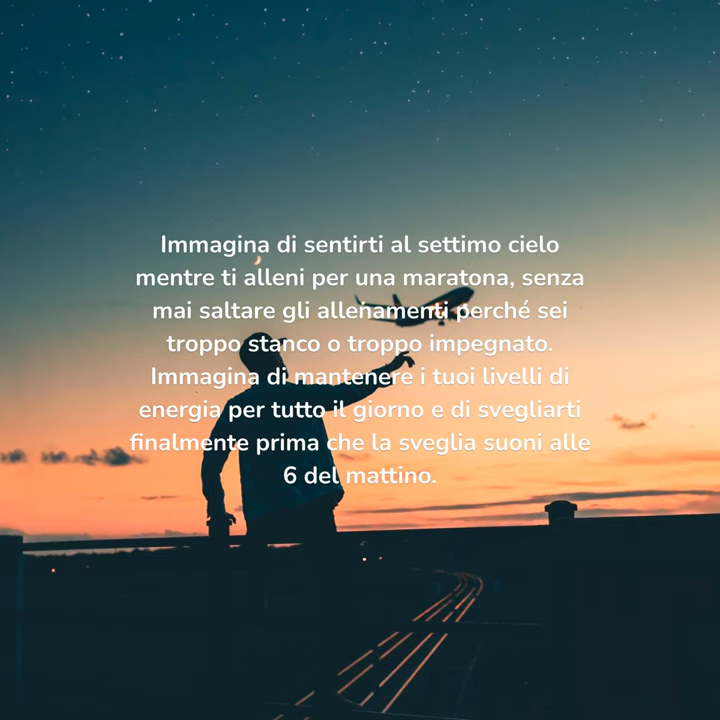 Immagina di sentirti al settimo cielo
mentre ti alleni per una maratona, senza
mai saltare gli allenamenti perché sei
troppo stanco o troppo impegnato.
Immagina di mantenere i tuoi livelli di
energia per tutto il giorno e di svegliarti
finalmente prima che la sveglia suoni alle
6 del mattino.